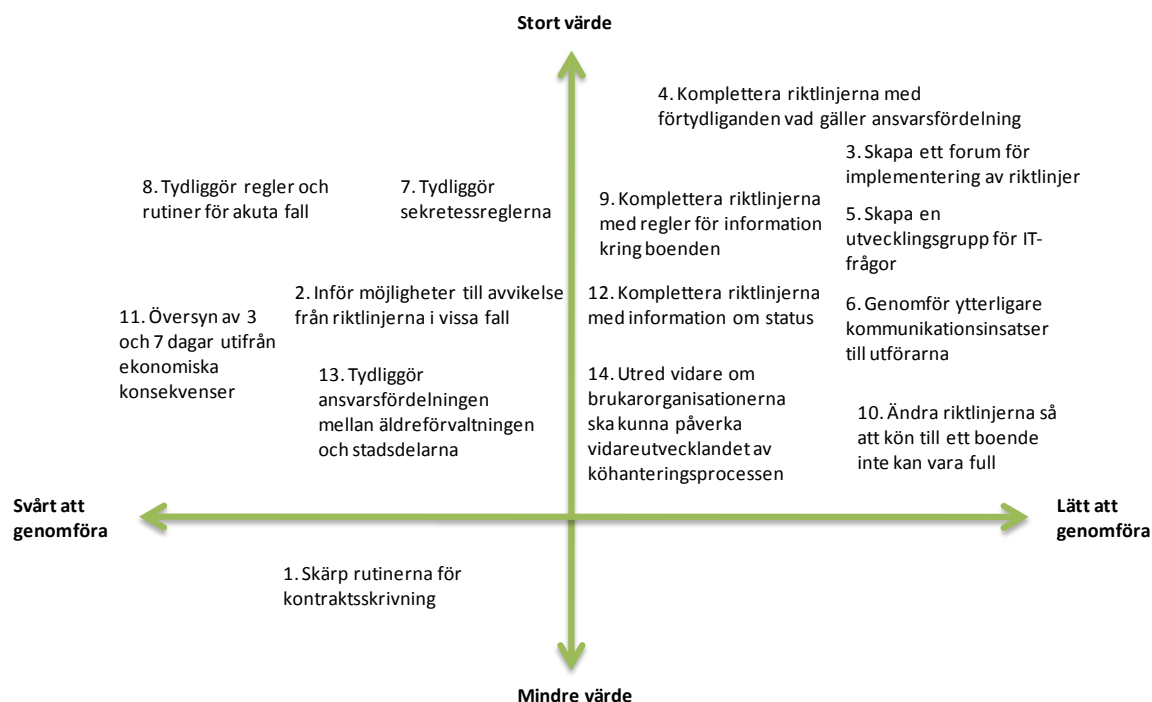 Stort värde
4. Komplettera riktlinjerna med
förtydliganden vad gäller ansvarsfördelning
3. Skapa ett forum för
implementering av riktlinjer
8. Tydliggör regler och
rutiner för akuta fall
7. Tydliggör
sekretessreglerna
9. Komplettera riktlinjerna
med regler för information
kring boenden
5. Skapa en
utvecklingsgrupp för IT-
frågor
2. Inför möjligheter till avvikelse
från riktlinjerna i vissa fall
12. Komplettera riktlinjerna
med information om status
6. Genomför ytterligare
kommunikationsinsatser
till utförarna
11. Översyn av 3
och 7 dagar utifrån
ekonomiska
konsekvenser
13. Tydliggör
ansvarsfördelningen
mellan äldreförvaltningen
och stadsdelarna
14. Utred vidare om
brukarorganisationerna
ska kunna påverka
vidareutvecklandet av
köhanteringsprocessen
10. Ändra riktlinjerna så
att kön till ett boende
inte kan vara full
Svårt att
genomföra
Lätt att
genomföra
1. Skärp rutinerna för
kontraktsskrivning
Mindre värde